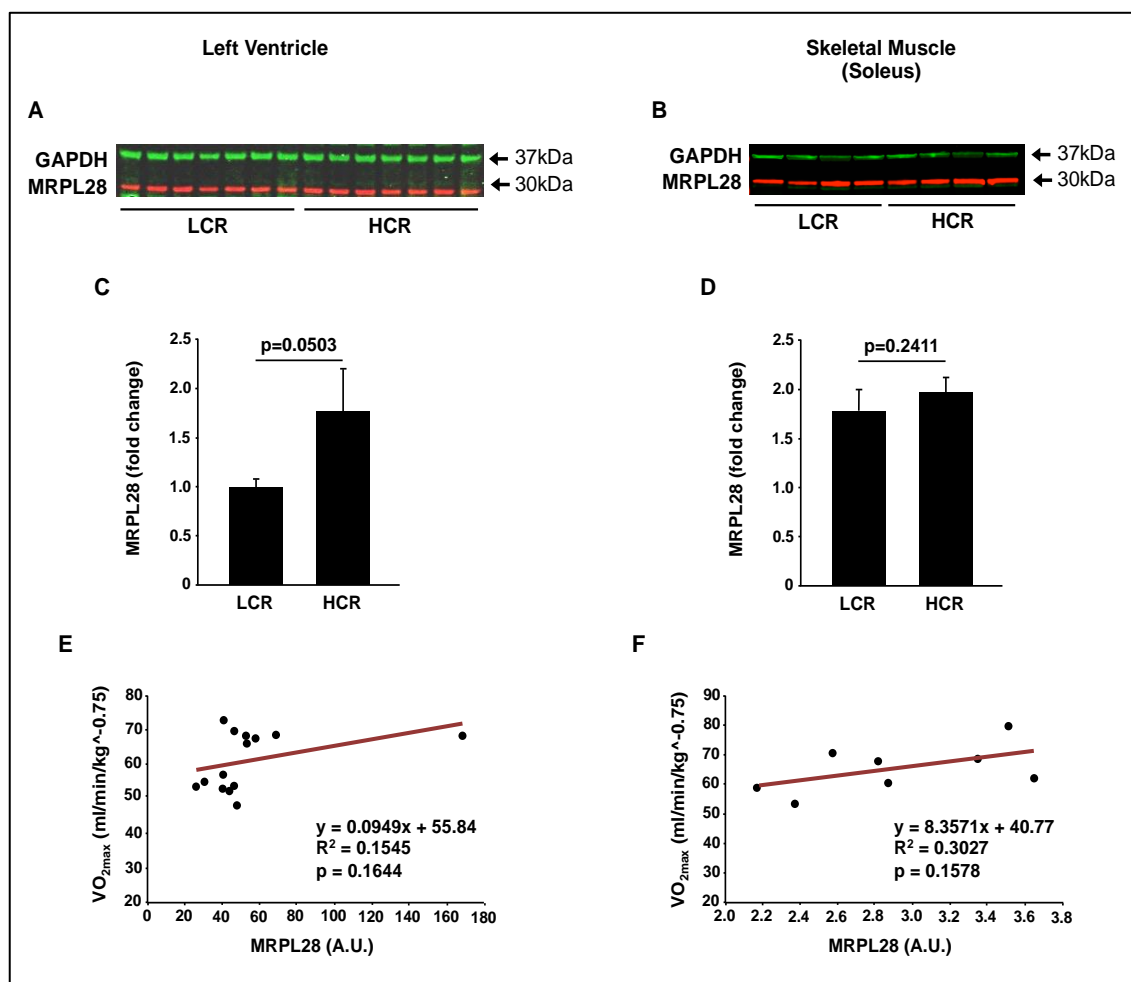 Left Ventricle
Skeletal Muscle
(Soleus)
A
GAPDH
37kDa
MRPL28
30kDa
LCR
HCR
B
GAPDH
37kDa
MRPL28
30kDa
LCR
HCR
C
MRPL28 (fold change)
2.5
2.0
1.5
1.0
0.5
0
p=0.0503
LCR
HCR
D
MRPL28 (fold change)
2.5
2.0
1.5
1.0
0.5
0
p=0.2411
LCR
HCR
E
VO2max (ml/min/kg^-0.75)
80
70
60
50
40
30
20
y = 0.0949x + 55.84
R² = 0.1545
p = 0.1644
0 20 40 60 80 100 120 140 160 180
MRPL28 (A.U.)
F
VO2max (ml/min/kg^-0.75)
90
80
70
60
50
40
30
20
y = 8.3571x + 40.77
R² = 0.3027
p = 0.1578
2.0 2.2 2.4 2.6 2.8 3.0 3.2 3.4 3.6 3.8
MRPL28 (A.U.)